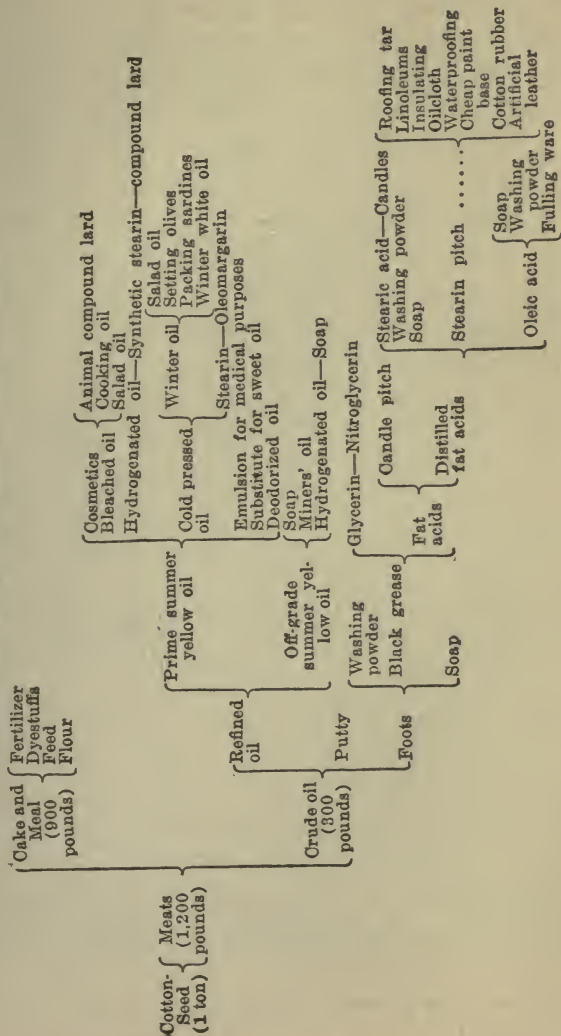 Cotton-
Seed
(1 ton)
Meats
(1,200
pounds)
Cake and
Meal
(900
pounds)
Fertilizer
Dyestuffs
Feed
Flour
Crude oil
(300
pounds)
Refined
oil
Prime summer
yellow oil
Cosmetics
Bleached oil
Animal compound lard
Cooking oil
Salad oil
Hydrogenated oil—Synthetic stearin—compound lard
Cold pressed
oil
Winter oil
Salad oil
Setting olives
Packing sardines
Winter white oil
Stearin—Oleomargarin
Emulsion for medical purposes
Substitute for sweet oil
Deodorized oil
Off-grade
summer yel-
low oil
Soap
Miners' oil
Hydrogenated oil—Soap
Putty
Foots
Washing
powder
Black grease
Glycerin—Nitroglycerin
Fat
acids
Candle pitch
Distilled
fat acids
Stearic acid—Candles
Washing powder
Soap
Stearin pitch ......
Roofing tar
Linoleums
Insulating
Oilcloth
Waterproofing
Cheap paint
base
Cotton rubber
Artificial
leather
Oleic acid
Soap
Washing
powder
Fulling ware
Soap